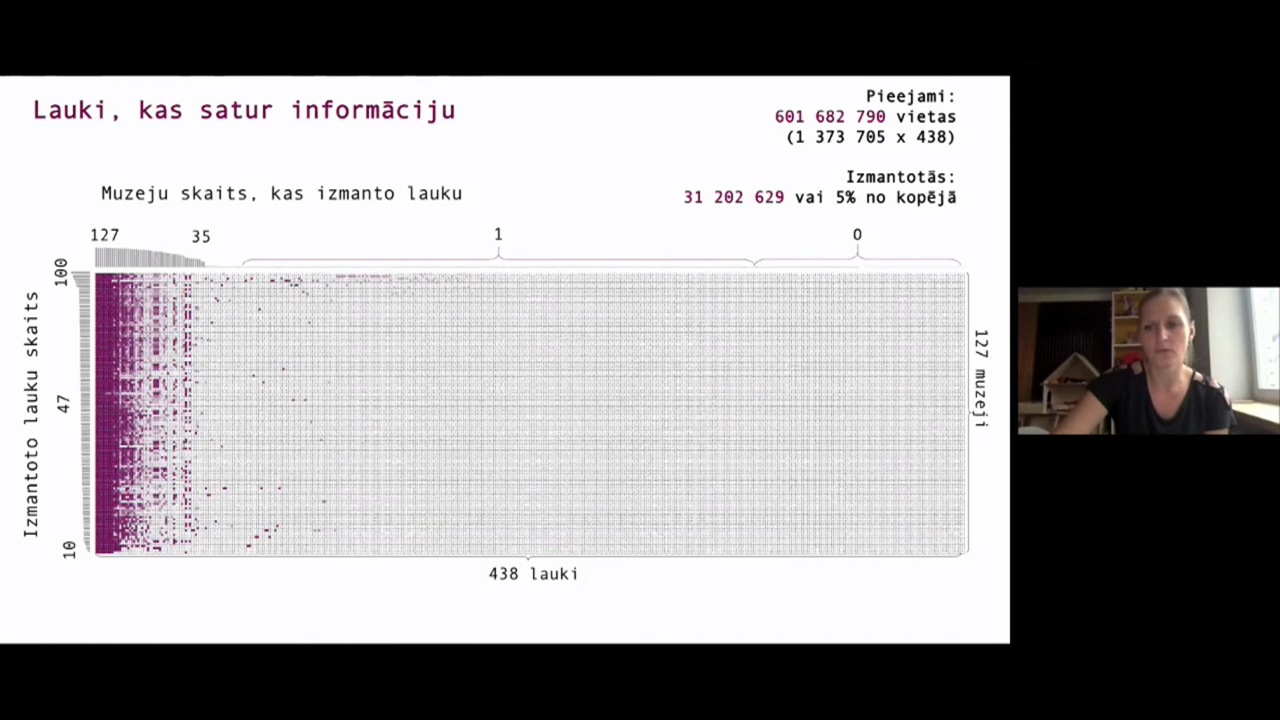 Lauki, kas satur informāciju
Pieejami:
601 682 790 vietas
(1 373 705 x 438)
Izmantotās:
31 202 629 vai 5% no kopējā
Muzeju skaits, kas izmanto lauku
127
35
1
0
Izmantoto lauku skaits
100
47
10
127 muzeji
438 lauki